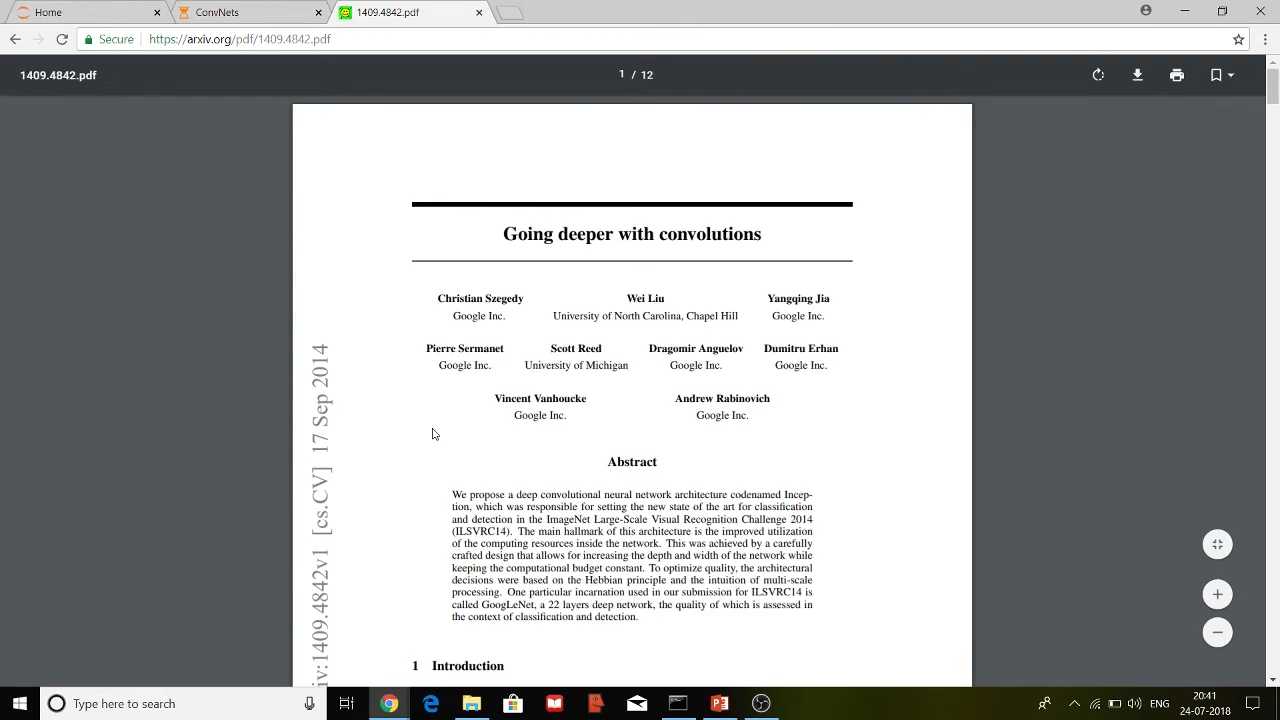 Home
ConvNets
1409.4842.pdf
Secure
https://arxiv.org/pdf/1409.4842.pdf
1409.4842.pdf
1 / 12
Going deeper with convolutions
Christian Szegedy Wei Liu Yangqing Jia
Google Inc. University of North Carolina, Chapel Hill Google Inc.
Pierre Sermanet Scott Reed Dragomir Anguelov Dumitru Erhan
Google Inc. University of Michigan Google Inc. Google Inc.
Vincent Vanhoucke Andrew Rabinovich
Google Inc. Google Inc.
iv:1409.4842v1 [cs.CV] 17 Sep 2014
Abstract
We propose a deep convolutional neural network architecture codenamed Incep-
tion, which was responsible for setting the new state of the art for classification
and detection in the ImageNet Large-Scale Visual Recognition Challenge 2014
(ILSVRC14). The main hallmark of this architecture is the improved utilization
of the computing resources inside the network. This was achieved by a carefully
crafted design that allows for increasing the depth and width of the network while
keeping the computational budget constant. To optimize quality, the architectural
decisions were based on the Hebbian principle and the intuition of multi-scale
processing. One particular incarnation used in our submission for ILSVRC14 is
called GoogLeNet, a 22 layers deep network, the quality of which is assessed in
the context of classification and detection.
1 Introduction
Type here to search
ENG
20:41
24-07-2018